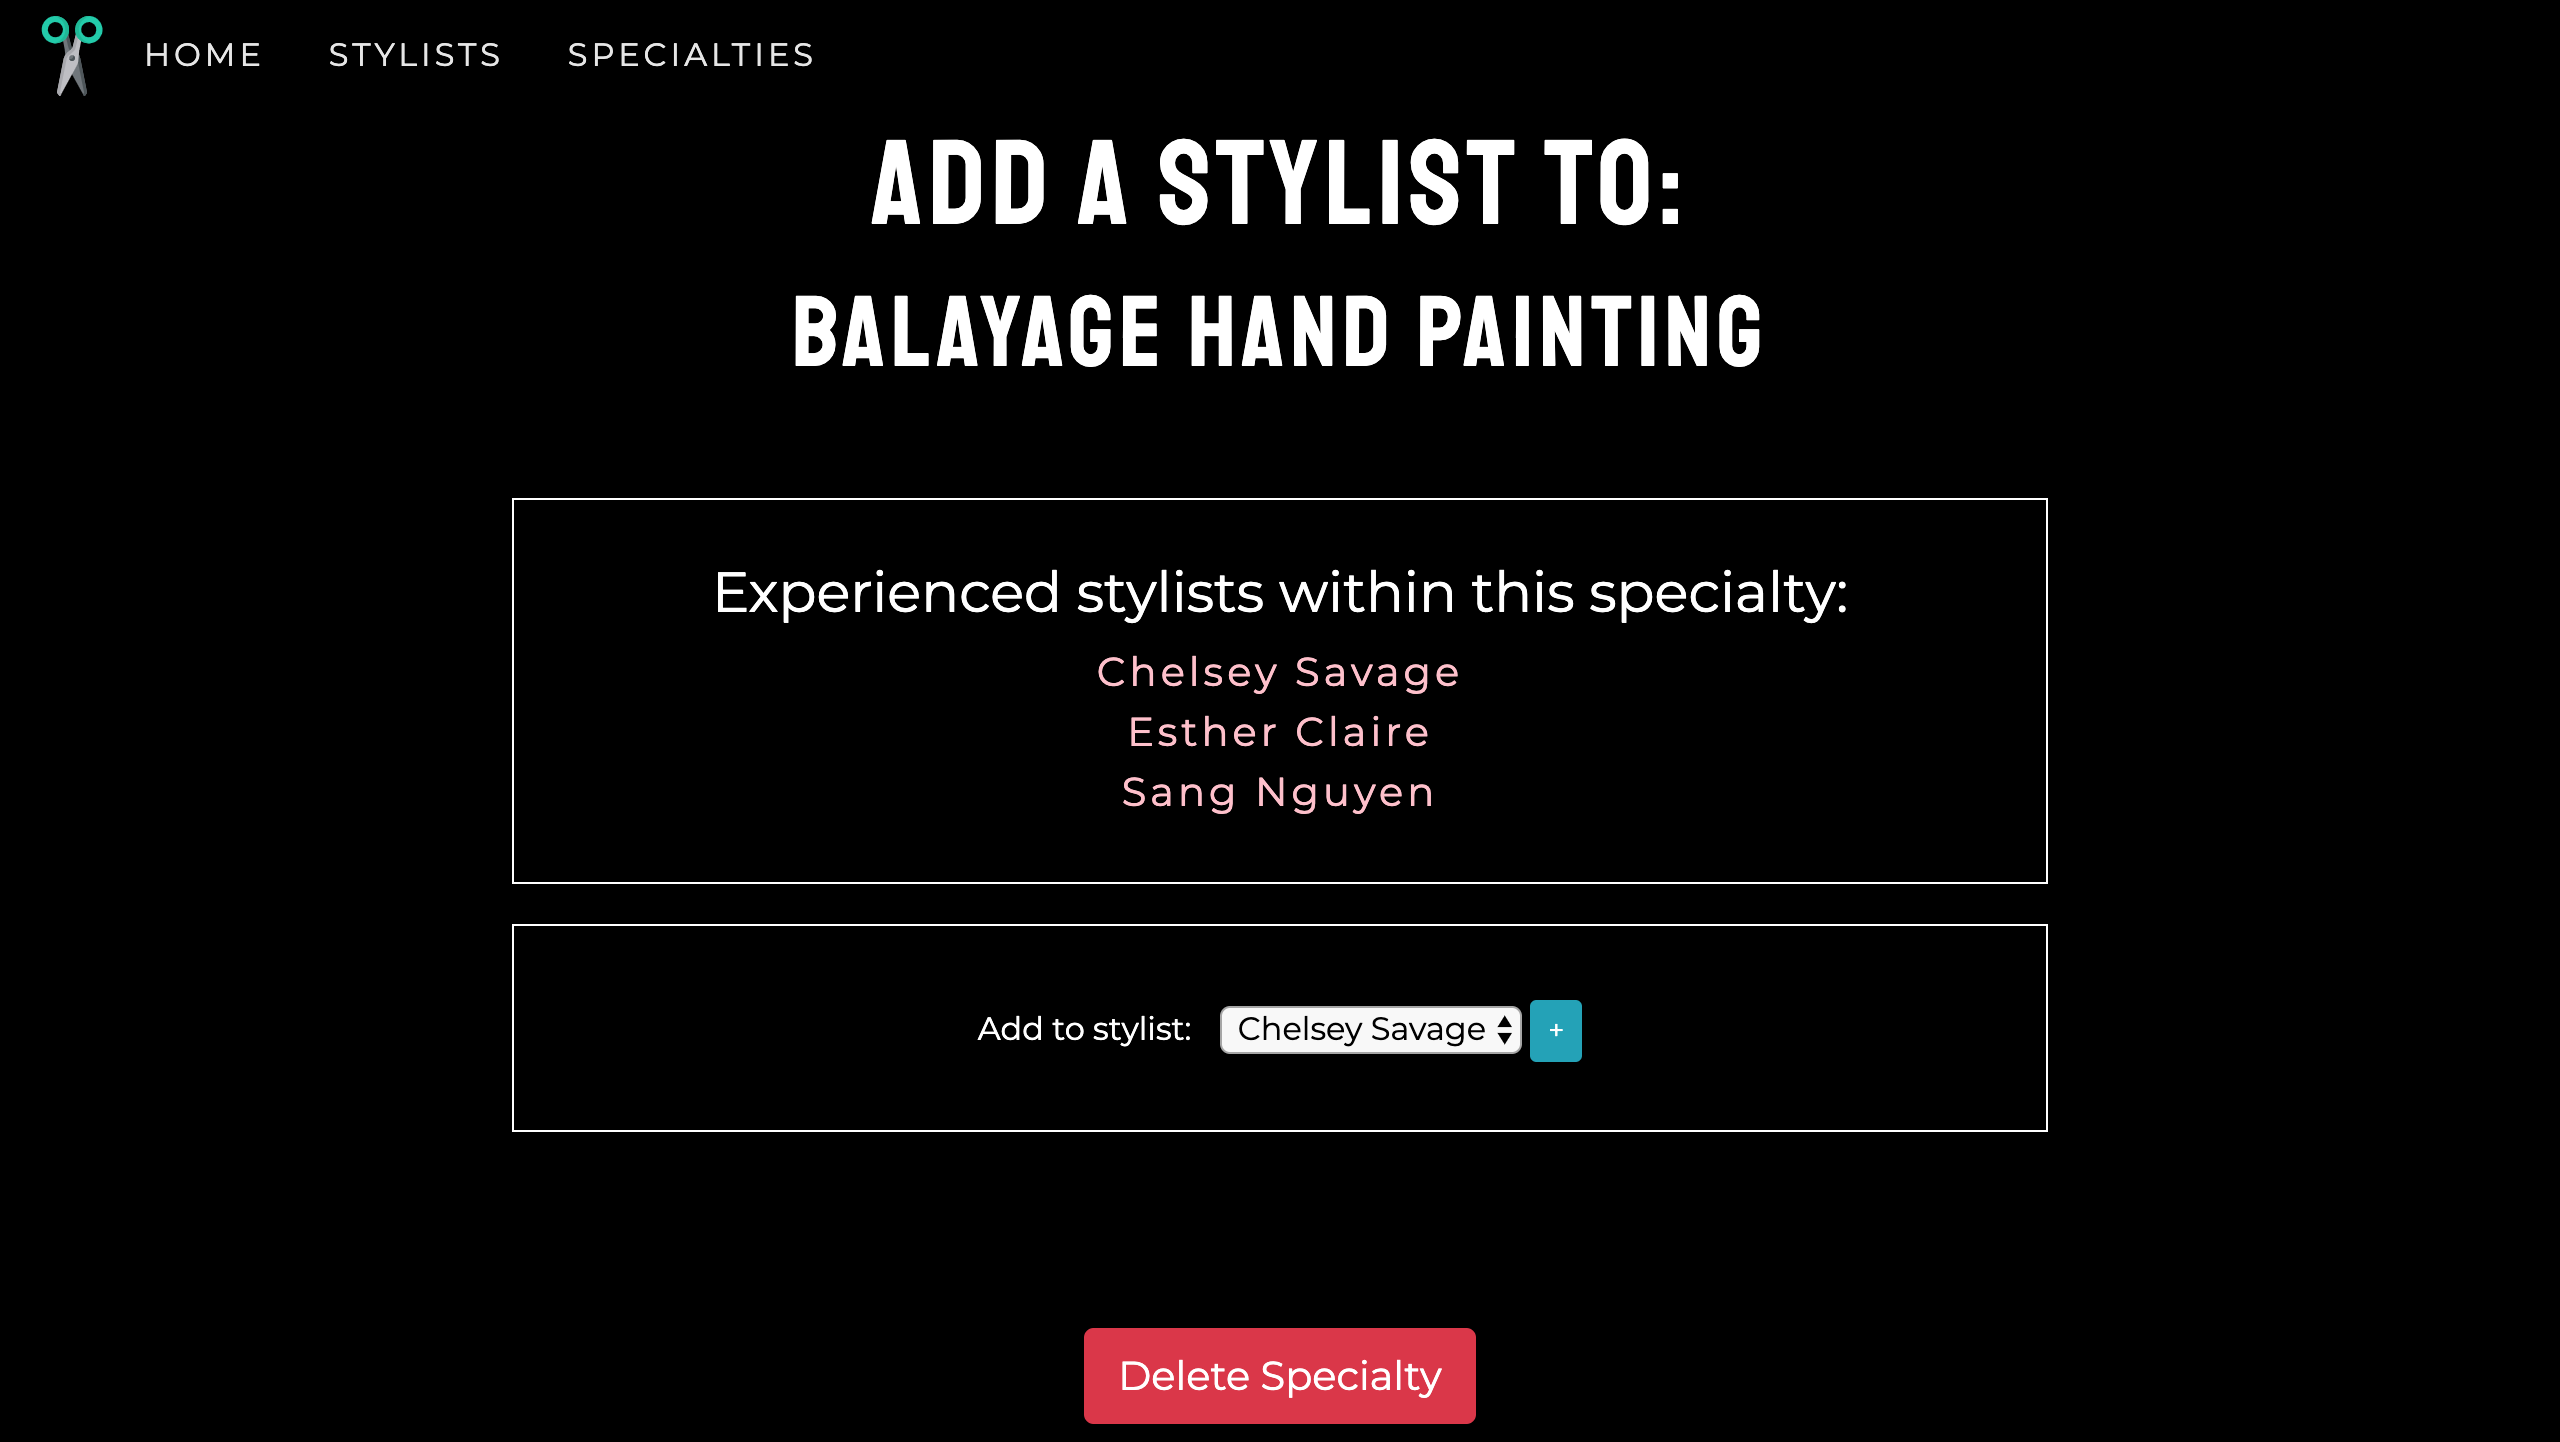 HOME STYLISTS SPECIALTIES
ADD A STYLIST TO:
BALAYAGE HAND PAINTING
Experienced stylists within this specialty:
Chelsey Savage
Esther Claire
Sang Nguyen
Add to stylist: Chelsey Savage +
Delete Specialty